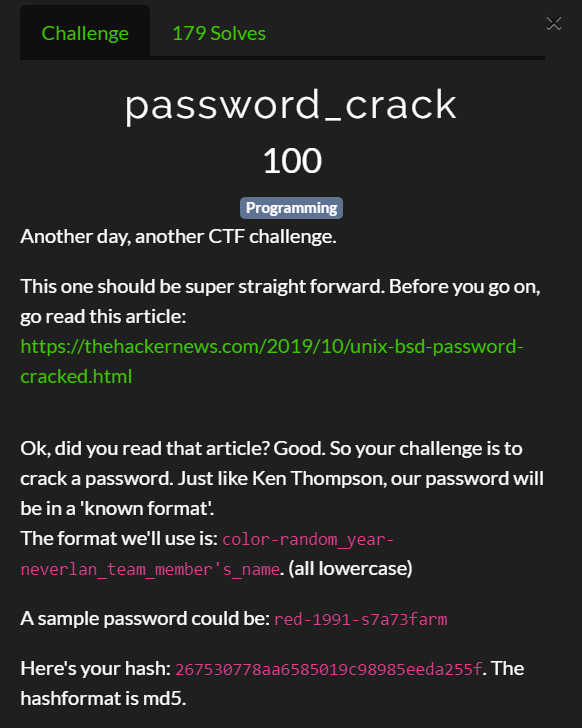 Challenge
179 Solves
×
password_crack
100
Programming
Another day, another CTF challenge.
This one should be super straight forward. Before you go on,
go read this article:
https://thehackernews.com/2019/10/unix-bsd-password-
cracked.html
Ok, did you read that article? Good. So your challenge is to
crack a password. Just like Ken Thompson, our password will
be in a 'known format'.
The format we'll use is: color-random_year-
neverlan_team_member's_name. (all lowercase)
A sample password could be: red-1991-s7a73farm
Here's your hash: 267530778aa6585019c98985eeda255f. The
hashformat is md5.